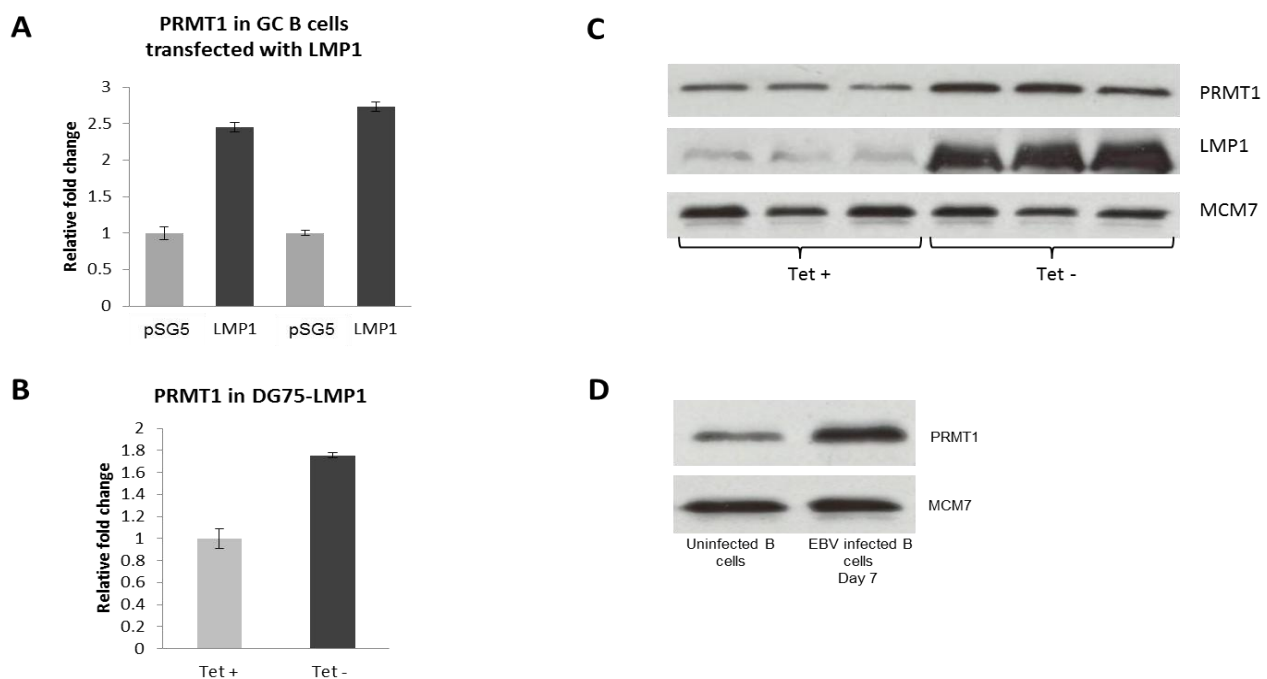 A
PRMT1 in GC B cells
transfected with LMP1
Relative fold change
3
2.5
2
1.5
1
0.5
0
pSG5 LMP1 pSG5 LMP1
B
PRMT1 in DG75-LMP1
Relative fold change
2
1.8
1.6
1.4
1.2
1
0.8
0.6
0.4
0.2
0
Tet + Tet -
C
PRMT1
LMP1
MCM7
Tet + Tet -
D
PRMT1
MCM7
Uninfected B
cells
EBV infected B
cells
Day 7